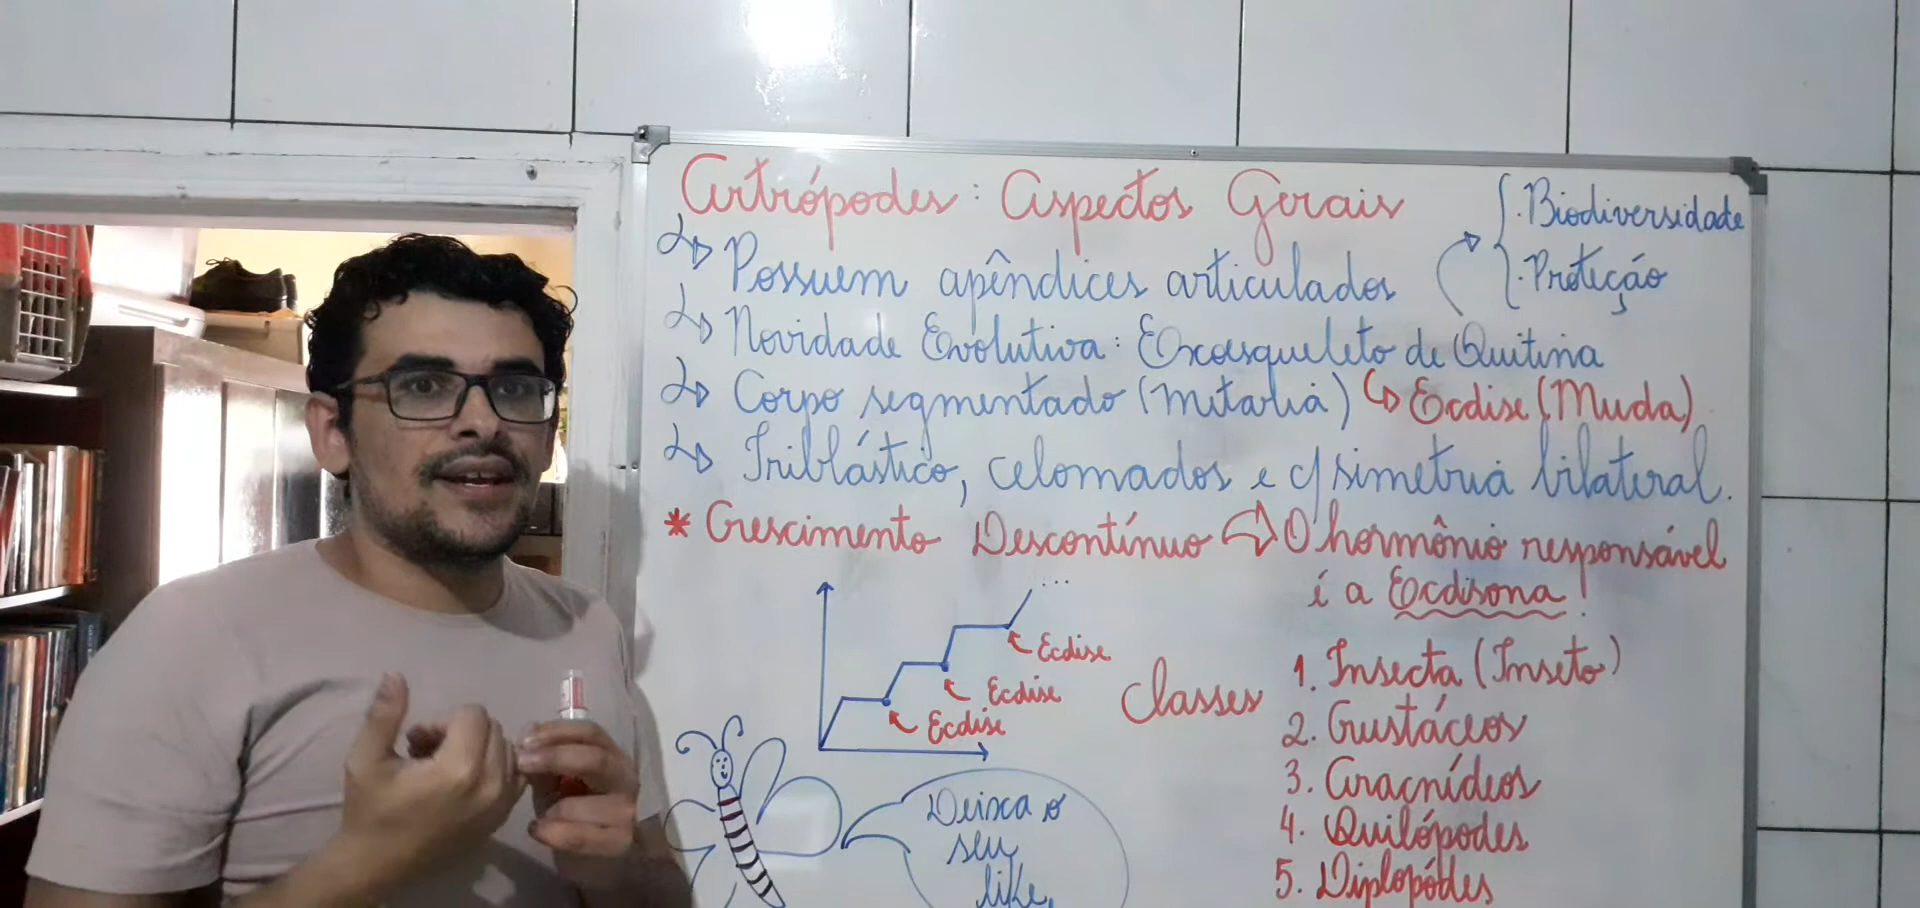 Artrópodes: Aspectos Gerais
Possuem apêndices articulados
. Biodiversidade
. Proteção
Novidade Evolutiva: Exoesqueleto de Quitina
Corpo segmentado (metaria)
Ecdise (Muda)
Triblástico, celomados e c/ simetria bilateral.
* Crescimento Descontínuo
O hormônio responsável
é a Ecdisona!
...
Ecdise
Ecdise
Ecdise
Classes
1. Insecta (Inseto)
2. Crustáceos
3. Aracnídeos
4. Quilópodes
5. Diplopódes
Deixa o
seu
like,